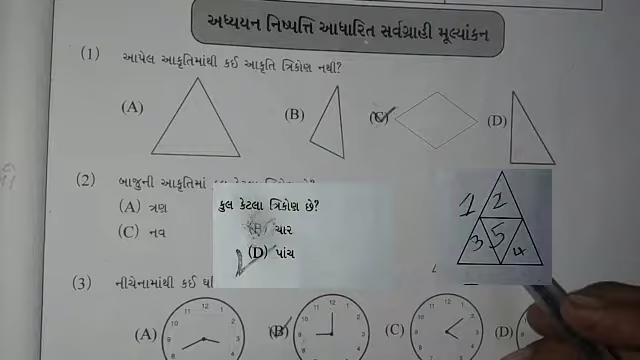 અધ્યયન નિષ્પત્તિ આધારિત સર્વગ્રાહી મૂલ્યાંકન
(1) આપેલ આકૃતિમાંથી કઈ આકૃતિ ત્રિકોણ નથી?
(A) (B) (C) (D)
(2) બાજુની આકૃતિમાં
કુલ કેટલા ત્રિકોણ છે?
(A) ત્રણ
(B) ચાર
(C) નવ
(D) પાંચ
1 2
3 5 4
(3) નીચેનામાંથી કઈ
(A) (B) (C) (D)